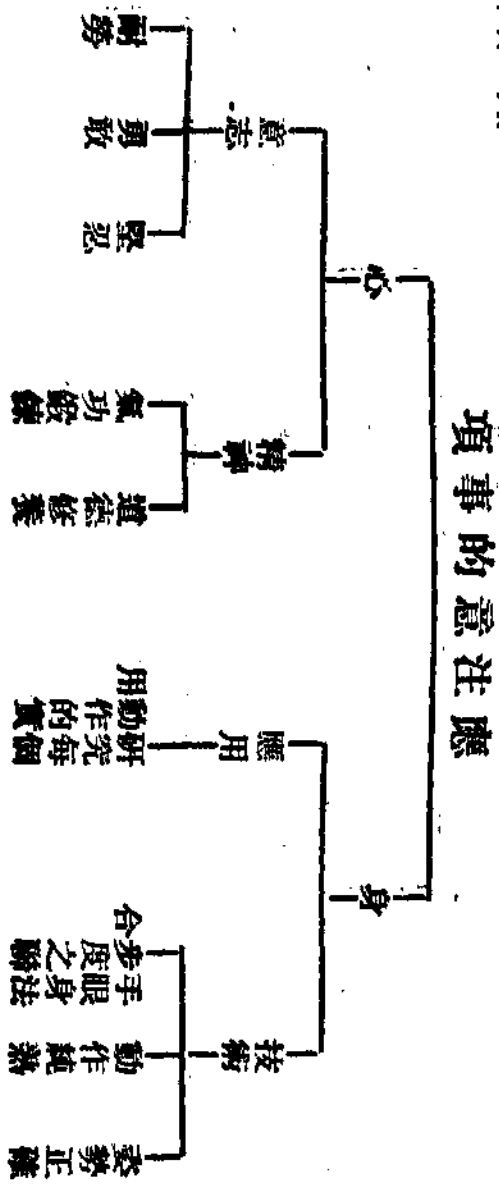 應注意的事項
身
心
技術
應用
精神
意志
姿勢正確
動作純熟
手眼身法
步度之聯
合
研究每個
動作的實
用
道德修養
氣功鍛鍊
堅忍
勇敢
耐勞